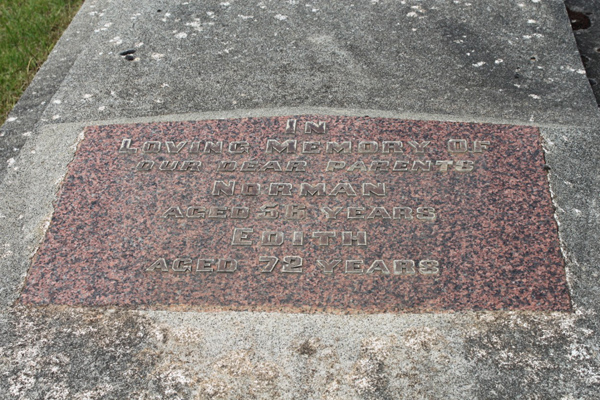 IN
LOVING MEMORY OF
OUR DEAR PARENTS
NORMAN
AGED YEARS
EDITH
AGED 72 YEARS